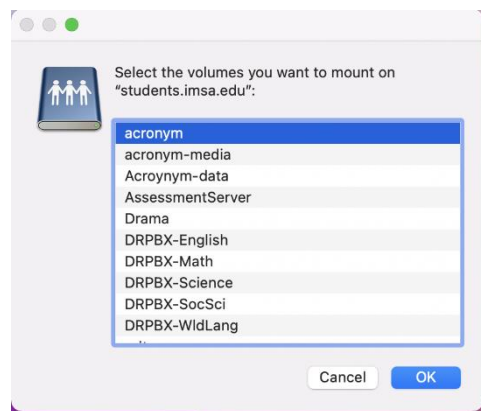 Select the volumes you want to mount on
“students.imsa.edu”:
acronym
acronym-media
Acroynym-data
AssessmentServer
Drama
DRPBX-English
DRPBX-Math
DRPBX-Science
DRPBX-SocSci
DRPBX-WldLang
Cancel OK